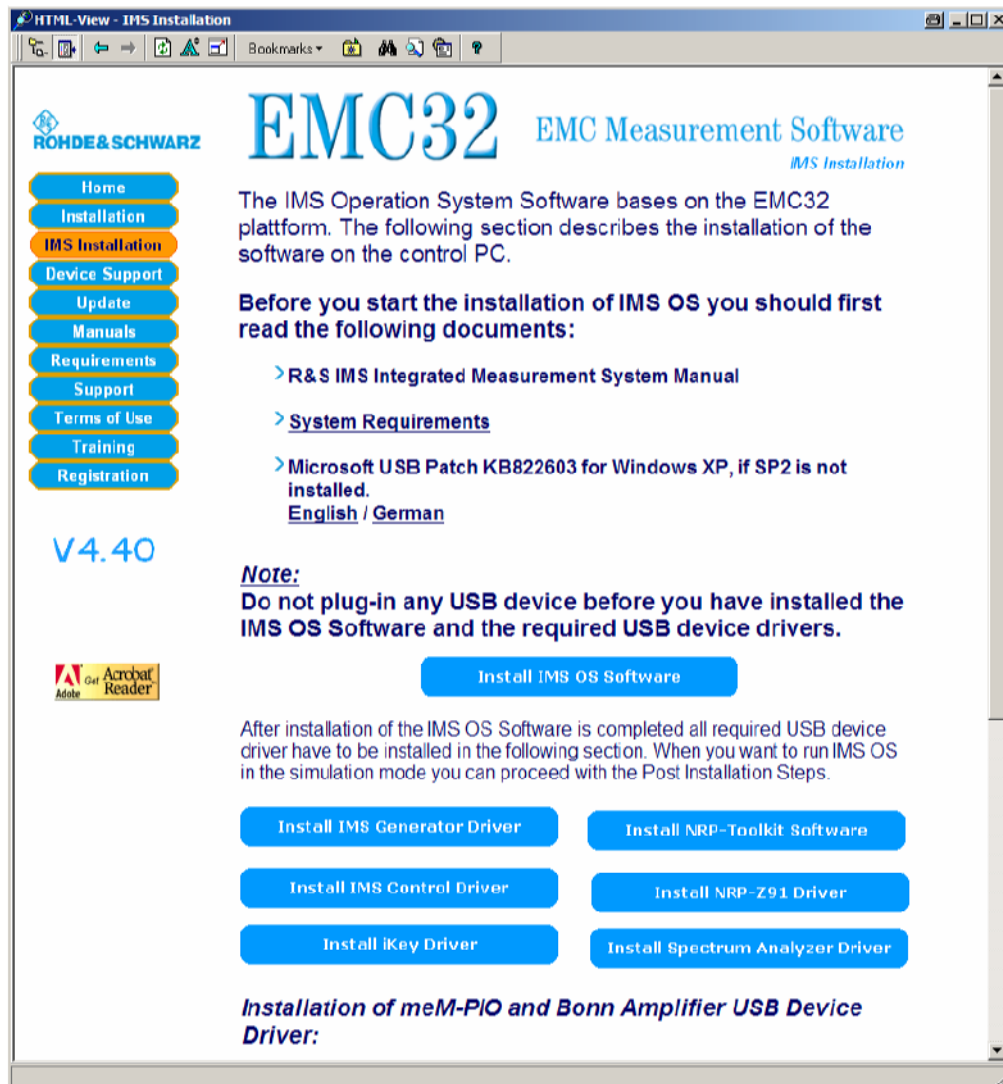 HTML-View - IMS Installation
Bookmarks
ROHDE & SCHWARZ
EMC32
EMC Measurement Software
IMS Installation
Home
Installation
IMS Installation
Device Support
Update
Manuals
Requirements
Support
Terms of Use
Training
Registration
V4.40
Adobe
Get Acrobat
Reader
The IMS Operation System Software bases on the EMC32
plattform. The following section describes the installation of the
software on the control PC.
Before you start the installation of IMS OS you should first
read the following documents:
R&S IMS Integrated Measurement System Manual
System Requirements
Microsoft USB Patch KB822603 for Windows XP, if SP2 is not
installed.
English / German
Note:
Do not plug-in any USB device before you have installed the
IMS OS Software and the required USB device drivers.
Install IMS OS Software
After installation of the IMS OS Software is completed all required USB device
driver have to be installed in the following section. When you want to run IMS OS
in the simulation mode you can proceed with the Post Installation Steps.
Install IMS Generator Driver
Install NRP-Toolkit Software
Install IMS Control Driver
Install NRP-Z91 Driver
Install iKey Driver
Install Spectrum Analyzer Driver
Installation of meM-PIO and Bonn Amplifier USB Device
Driver: